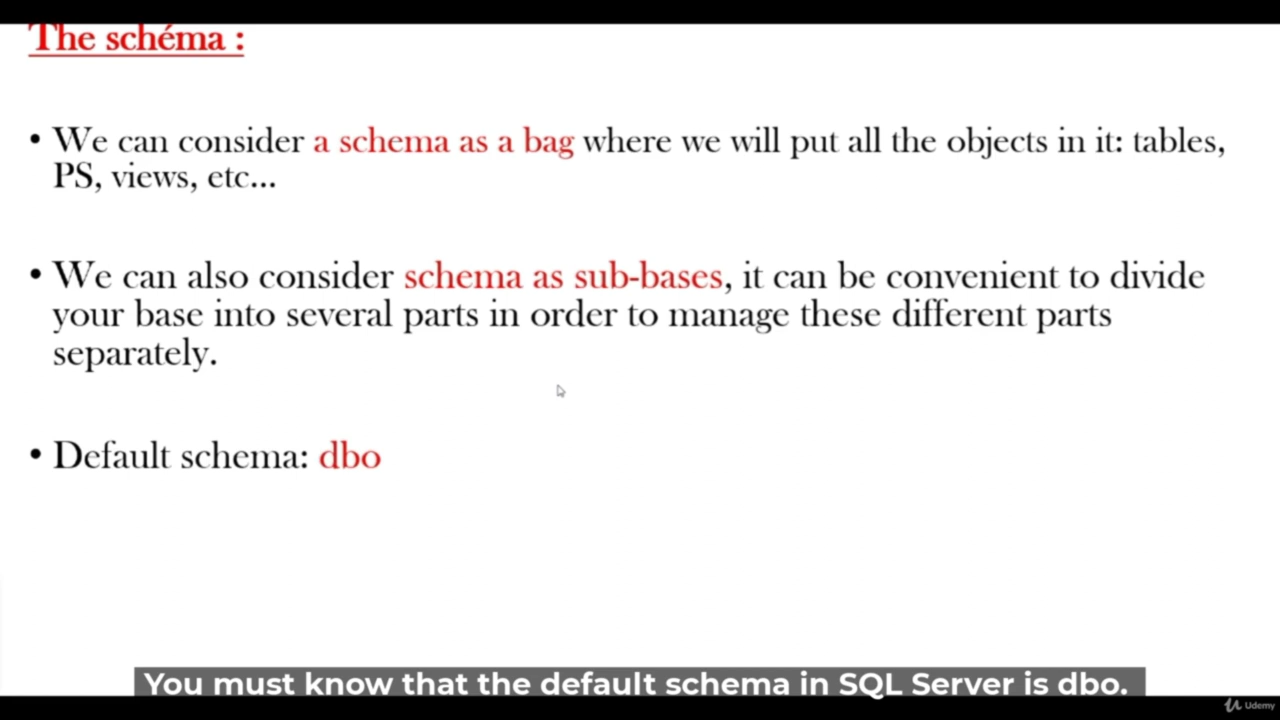 The schéma :
• We can consider a schema as a bag where we will put all the objects in it: tables,
PS, views, etc...
• We can also consider schema as sub-bases, it can be convenient to divide
your base into several parts in order to manage these different parts
separately.
• Default schema: dbo
You must know that the default schema in SQL Server is dbo.
Udemy